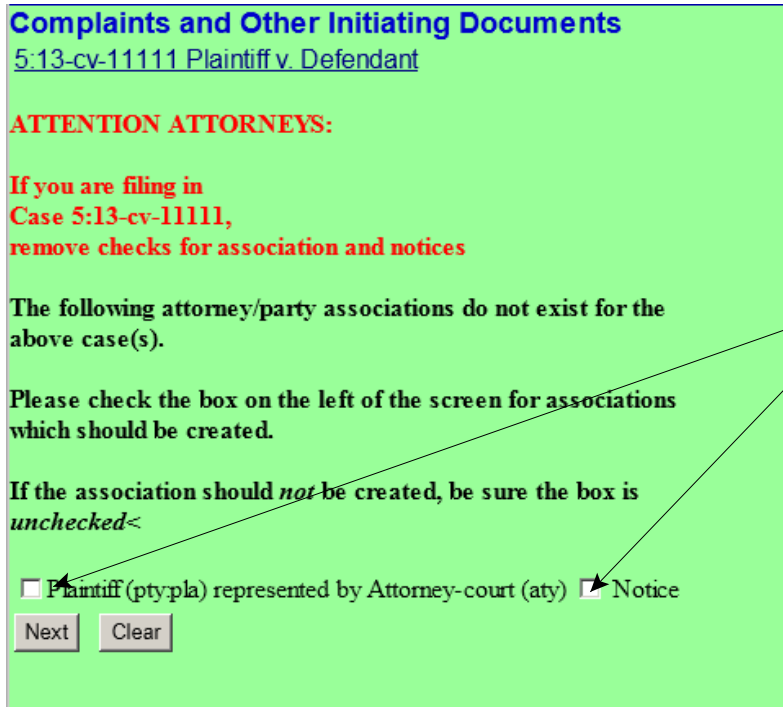 Complaints and Other Initiating Documents
5:13-cv-11111 Plaintiff v. Defendant
ATTENTION ATTORNEYS:
If you are filing in
Case 5:13-cv-11111,
remove checks for association and notices
The following attorney/party associations do not exist for the
above case(s).
Please check the box on the left of the screen for associations
which should be created.
If the association should not be created, be sure the box is
unchecked<
Plaintiff (pty:pla) represented by Attorney-court (aty) Notice
Next Clear